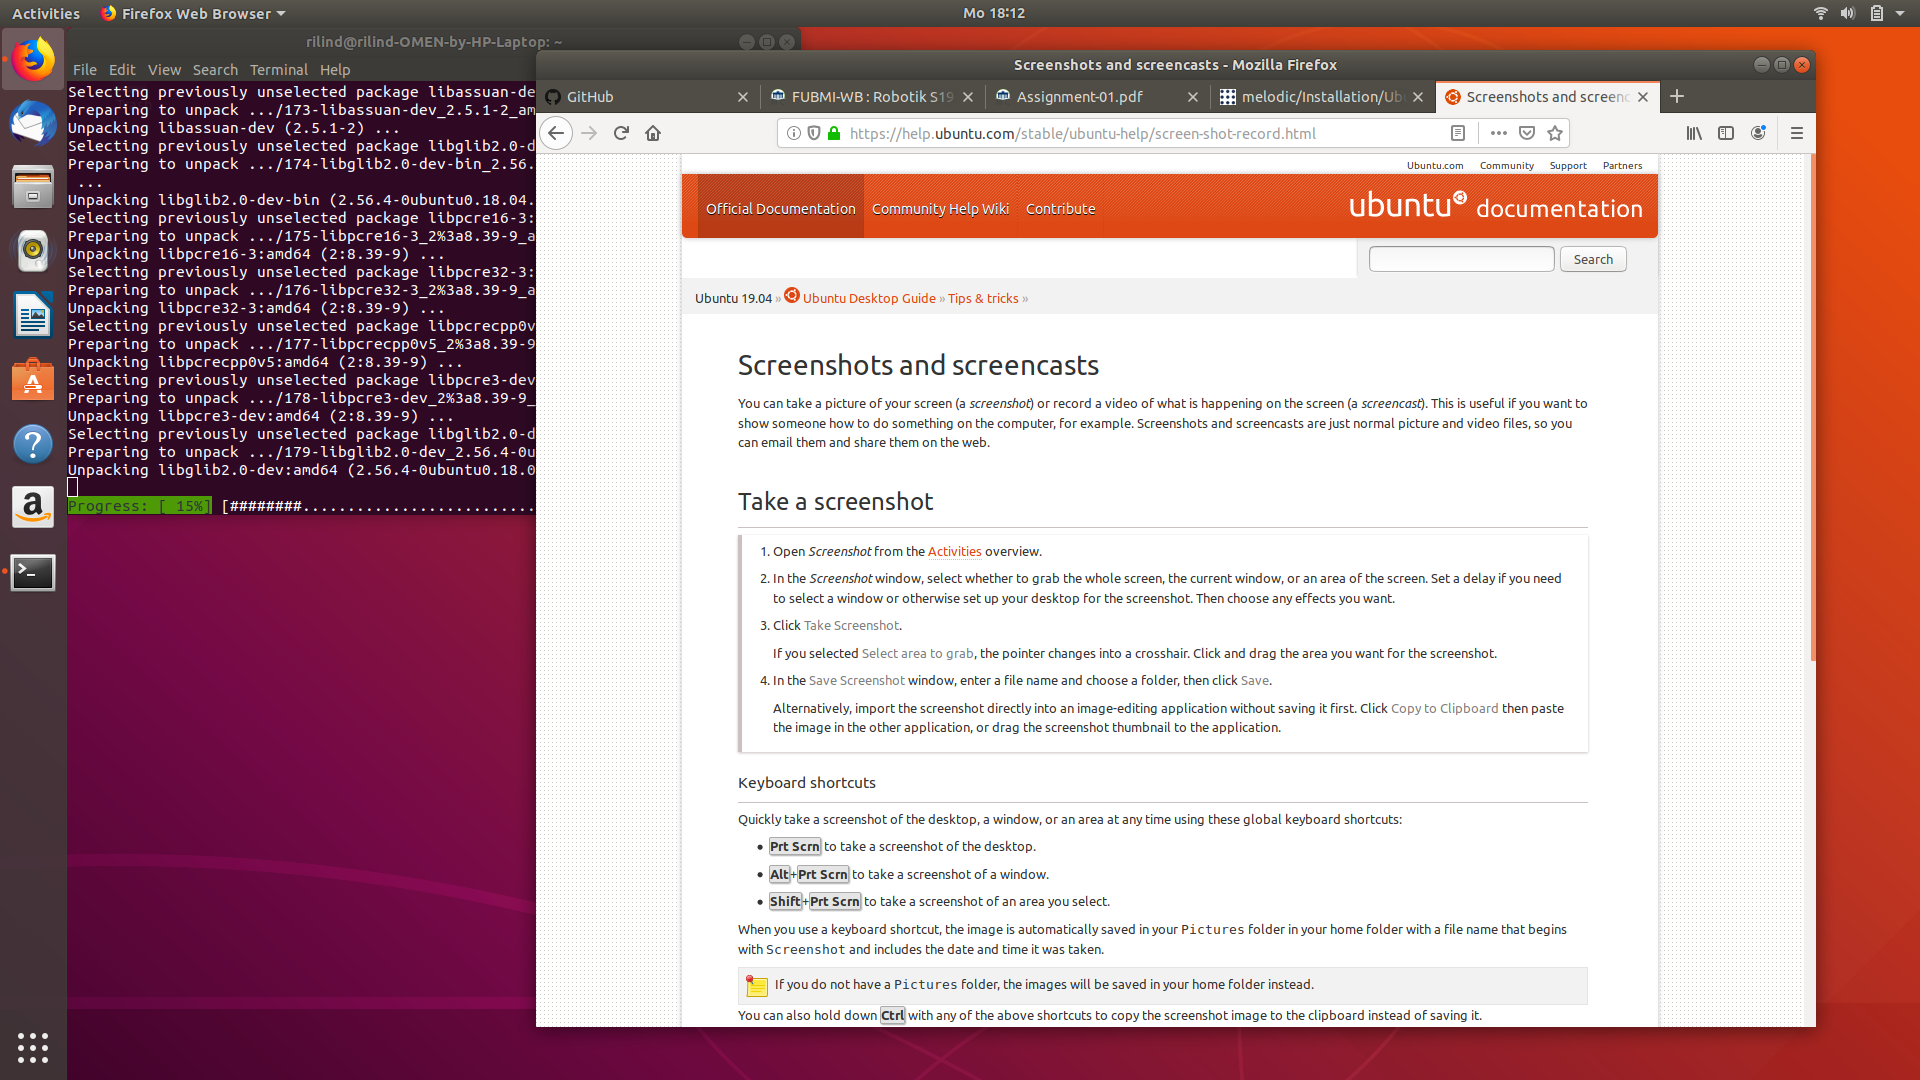 Activities
Firefox Web Browser
Mo 18:12
rilind@rilind-OMEN-by-HP-Laptop: ~
File Edit View Search Terminal Help
Selecting previously unselected package libassuan-de
Preparing to unpack .../173-libassuan-dev_2.5.1-2_am
Unpacking libassuan-dev (2.5.1-2) ...
Selecting previously unselected package libglib2.0-d
Preparing to unpack .../174-libglib2.0-dev-bin_2.56.
...
Unpacking libglib2.0-dev-bin (2.56.4-0ubuntu0.18.04.
Selecting previously unselected package libpcre16-3:
Preparing to unpack .../175-libpcre16-3_2%3a8.39-9_a
Unpacking libpcre16-3:amd64 (2:8.39-9) ...
Selecting previously unselected package libpcre32-3:
Preparing to unpack .../176-libpcre32-3_2%3a8.39-9_a
Unpacking libpcre32-3:amd64 (2:8.39-9) ...
Selecting previously unselected package libpcrecpp0v
Preparing to unpack .../177-libpcrecpp0v5_2%3a8.39-9
Unpacking libpcrecpp0v5:amd64 (2:8.39-9) ...
Selecting previously unselected package libpcre3-dev
Preparing to unpack .../178-libpcre3-dev_2%3a8.39-9_
Unpacking libpcre3-dev:amd64 (2:8.39-9) ...
Selecting previously unselected package libglib2.0-d
Preparing to unpack .../179-libglib2.0-dev_2.56.4-0u
Unpacking libglib2.0-dev:amd64 (2.56.4-0ubuntu0.18.0
Progress: [ 15%] [########..........................
Screenshots and screencasts - Mozilla Firefox
GitHub
FUBMI-WB : Robotik S19
Assignment-01.pdf
melodic/Installation/Ub
Screenshots and screenc
https://help.ubuntu.com/stable/ubuntu-help/screen-shot-record.html
Ubuntu.com Community Support Partners
Official Documentation Community Help Wiki Contribute
ubuntu documentation
Search
Ubuntu 19.04 » Ubuntu Desktop Guide » Tips & tricks »
Screenshots and screencasts
You can take a picture of your screen (a screenshot) or record a video of what is happening on the screen (a screencast). This is useful if you want to
show someone how to do something on the computer, for example. Screenshots and screencasts are just normal picture and video files, so you
can email them and share them on the web.
Take a screenshot
1. Open Screenshot from the Activities overview.
2. In the Screenshot window, select whether to grab the whole screen, the current window, or an area of the screen. Set a delay if you need
to select a window or otherwise set up your desktop for the screenshot. Then choose any effects you want.
3. Click Take Screenshot.
If you selected Select area to grab, the pointer changes into a crosshair. Click and drag the area you want for the screenshot.
4. In the Save Screenshot window, enter a file name and choose a folder, then click Save.
Alternatively, import the screenshot directly into an image-editing application without saving it first. Click Copy to Clipboard then paste
the image in the other application, or drag the screenshot thumbnail to the application.
Keyboard shortcuts
Quickly take a screenshot of the desktop, a window, or an area at any time using these global keyboard shortcuts:
• Prt Scrn to take a screenshot of the desktop.
• Alt+Prt Scrn to take a screenshot of a window.
• Shift+Prt Scrn to take a screenshot of an area you select.
When you use a keyboard shortcut, the image is automatically saved in your Pictures folder in your home folder with a file name that begins
with Screenshot and includes the date and time it was taken.
If you do not have a Pictures folder, the images will be saved in your home folder instead.
You can also hold down Ctrl with any of the above shortcuts to copy the screenshot image to the clipboard instead of saving it.